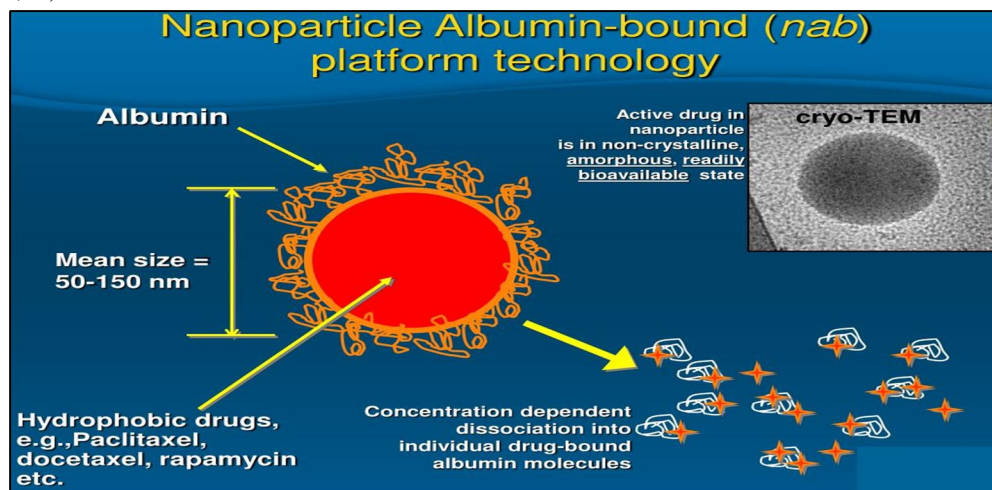 Nanoparticle Albumin-bound (nab)
platform technology
Albumin
Active drug in
nanoparticle
is in non-crystalline,
amorphous, readily
bioavailable state
cryo-TEM
Mean size =
50-150 nm
Hydrophobic drugs,
e.g.,Paclitaxel,
docetaxel, rapamycin
etc.
Concentration dependent
dissociation into
individual drug-bound
albumin molecules